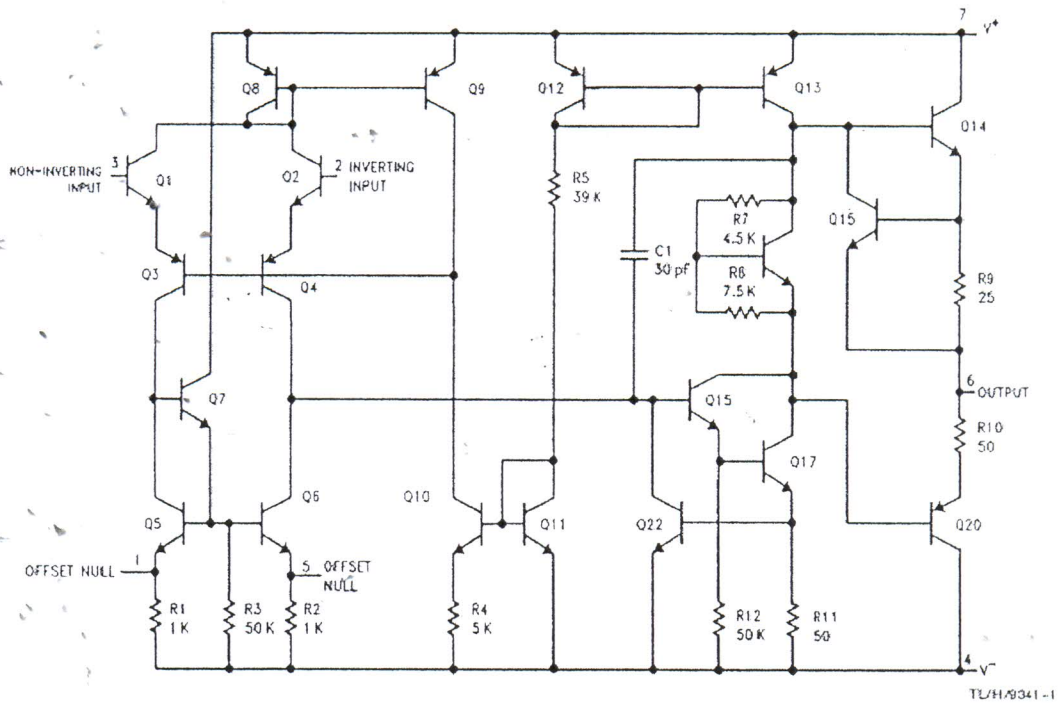 7 V+
Q8
Q9
Q12
Q13
Q14
NON-INVERTING INPUT
3
Q1
Q2
2 INVERTING INPUT
R5
39 K
R7
4.5 K
Q15
Q3
Q4
C1
30 pf
R8
7.5 K
R9
25
Q7
Q15
6
OUTPUT
R10
50
Q17
Q5
Q6
Q10
Q11
Q22
Q20
OFFSET NULL
1
5 OFFSET NULL
R1
1 K
R3
50 K
R2
1 K
R4
5 K
R12
50 K
R11
50
4
V-
TL/H/9341-1